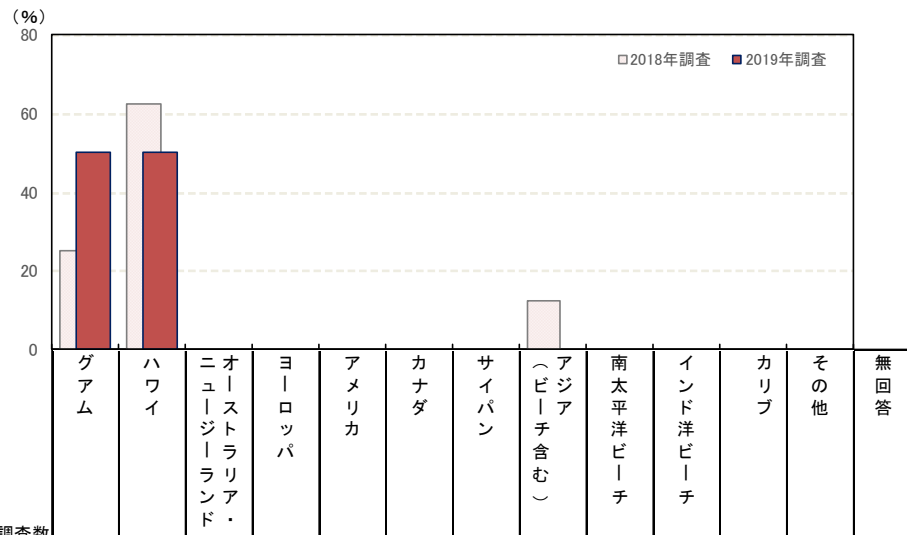 (%)
80
2018年調査 2019年調査
60
40
20
0
グアム
ハワイ
オーストラリア・
ニュージーランド
ヨーロッパ
アメリカ
カナダ
サイパン
アジア
(ビーチ含む)
南太平洋ビーチ
インド洋ビーチ
カリブ
その他
無回答
調査数